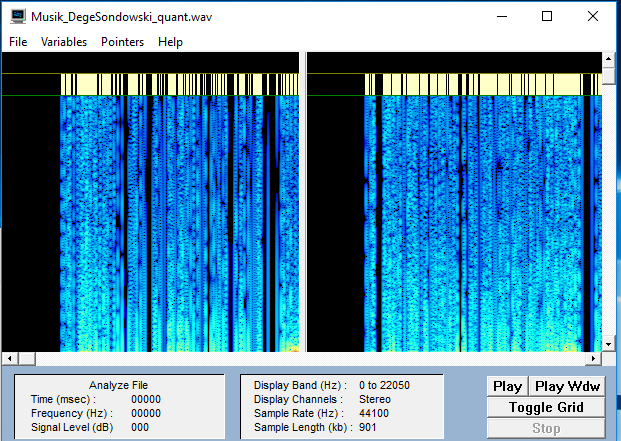 Musik_DegeSondowski_quant.wav
File Variables Pointers Help
Analyze File
Time (msec) : 00000
Frequency (Hz) : 00000
Signal Level (dB) 000
Display Band (Hz) : 0 to 22050
Display Channels : Stereo
Sample Rate (Hz) : 44100
Sample Length (kb) : 901
Play Play Wdw
Toggle Grid
Stop